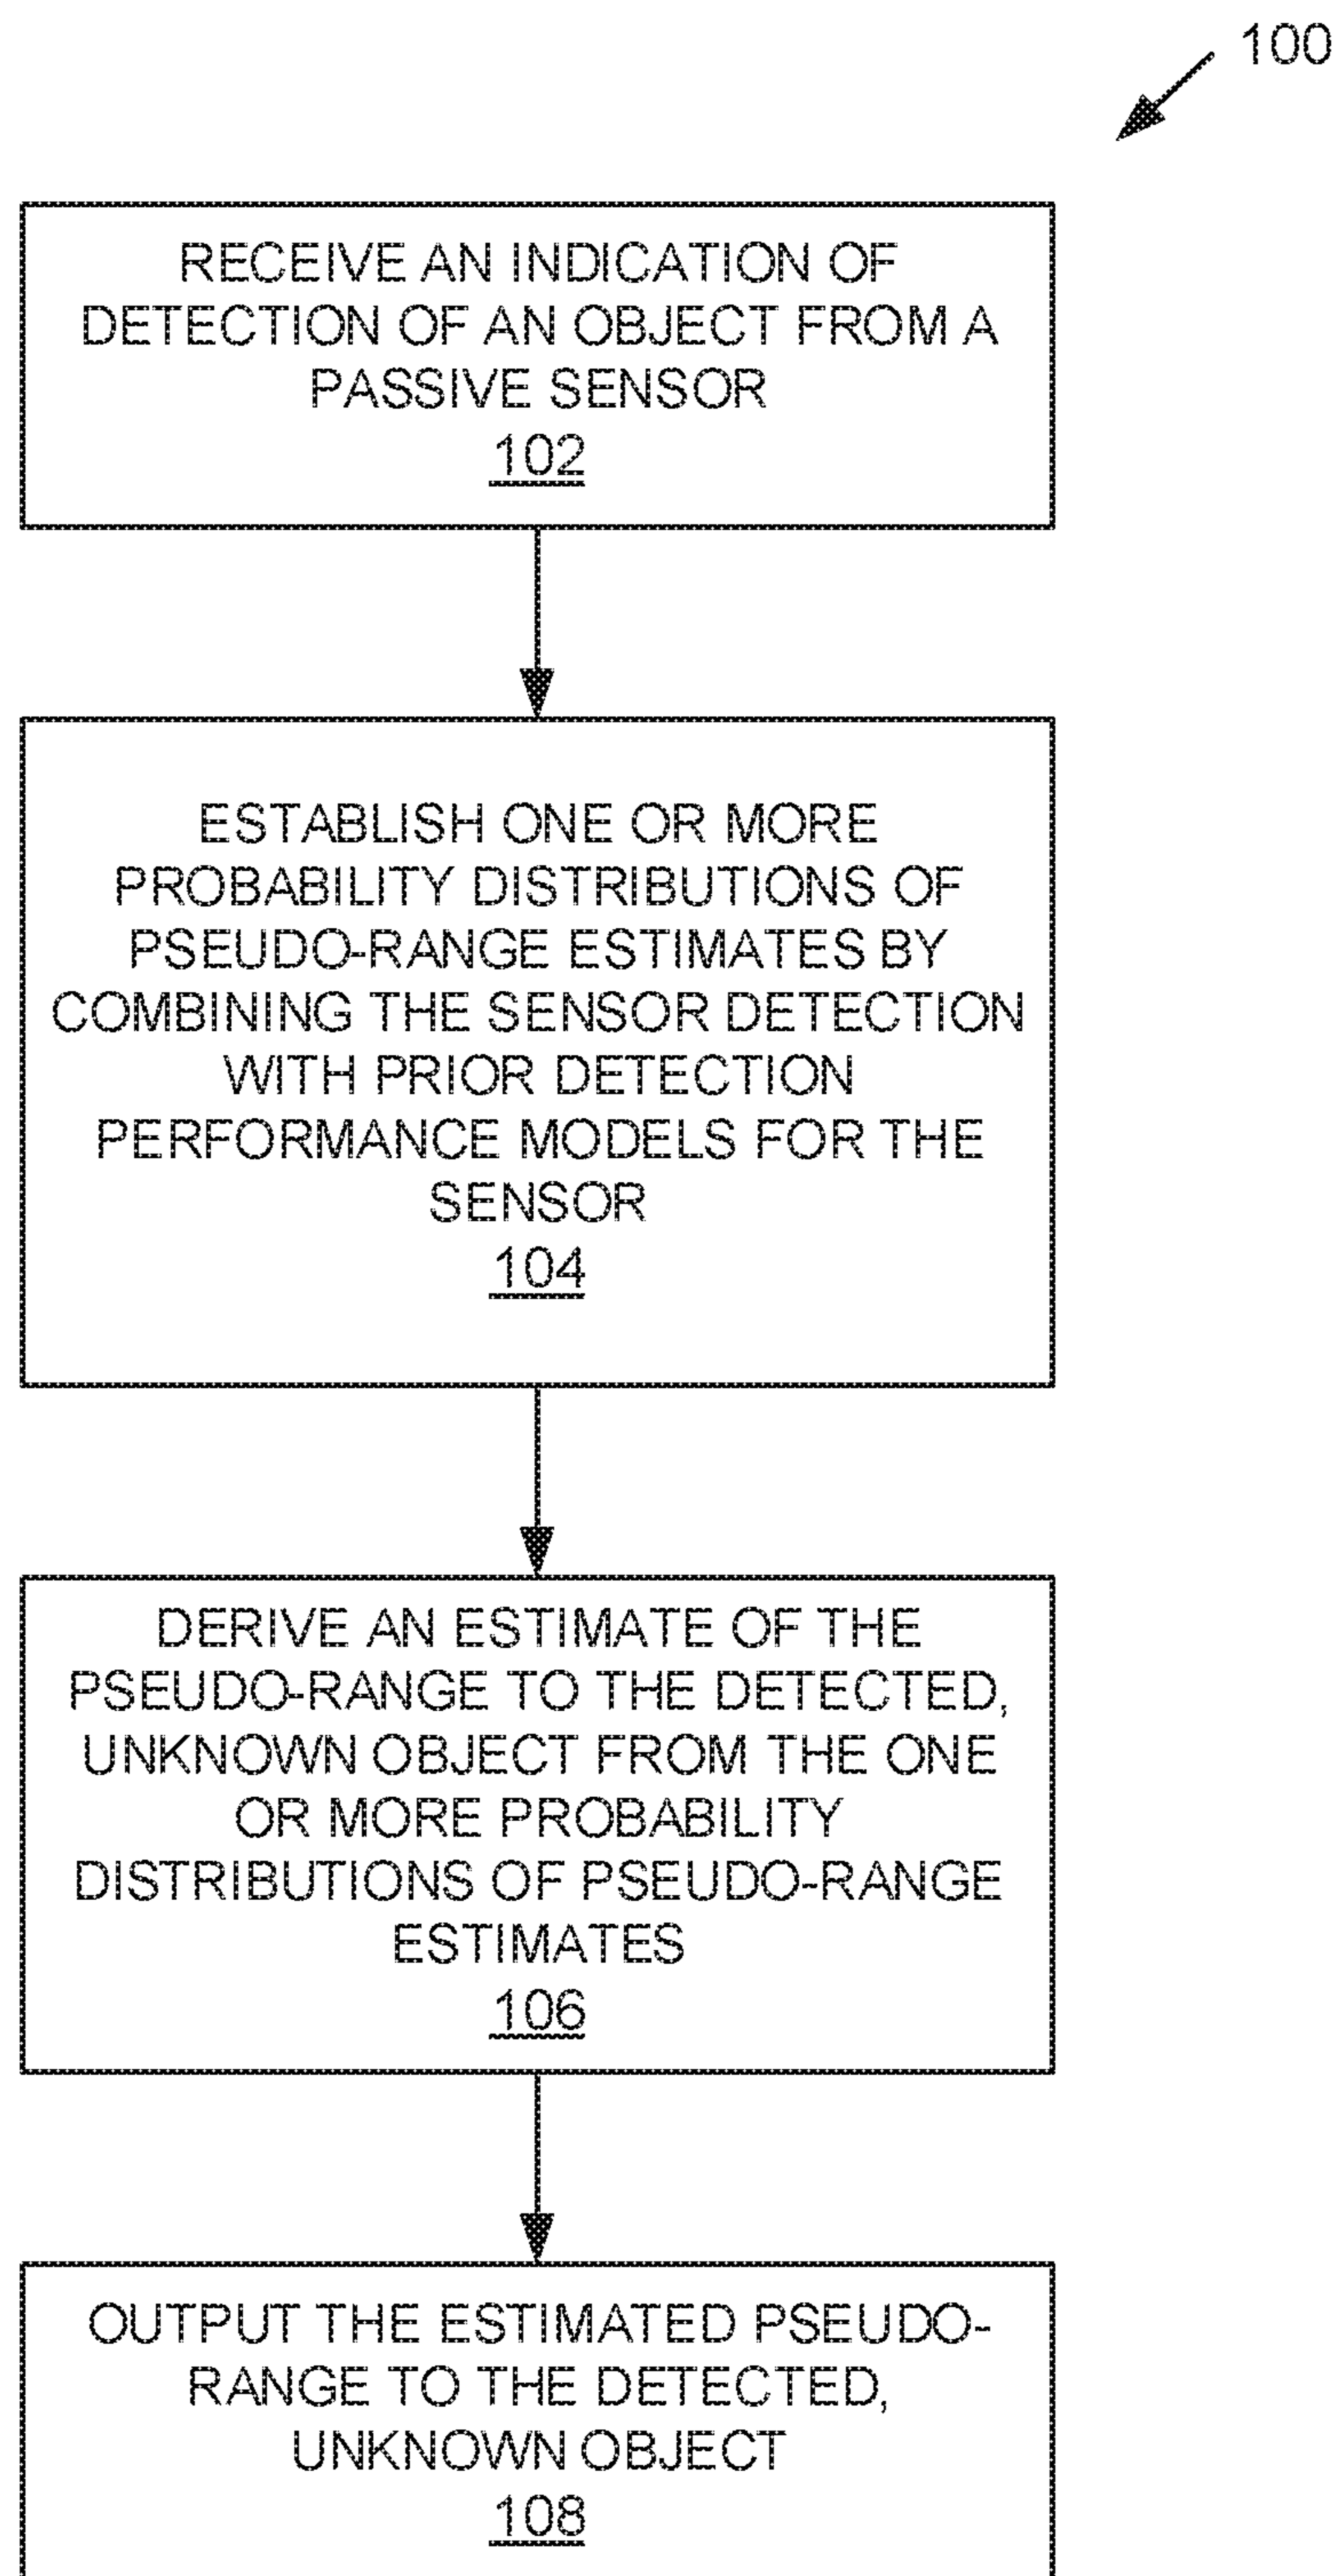 100
RECEIVE AN INDICATION OF
DETECTION OF AN OBJECT FROM A
PASSIVE SENSOR
102
ESTABLISH ONE OR MORE
PROBABILITY DISTRIBUTIONS OF
PSEUDO-RANGE ESTIMATES BY
COMBINING THE SENSOR DETECTION
WITH PRIOR DETECTION
PERFORMANCE MODELS FOR THE
SENSOR
104
DERIVE AN ESTIMATE OF THE
PSEUDO-RANGE TO THE DETECTED,
UNKNOWN OBJECT FROM THE ONE
OR MORE PROBABILITY
DISTRIBUTIONS OF PSEUDO-RANGE
ESTIMATES
106
OUTPUT THE ESTIMATED PSEUDO-
RANGE TO THE DETECTED,
UNKNOWN OBJECT
108